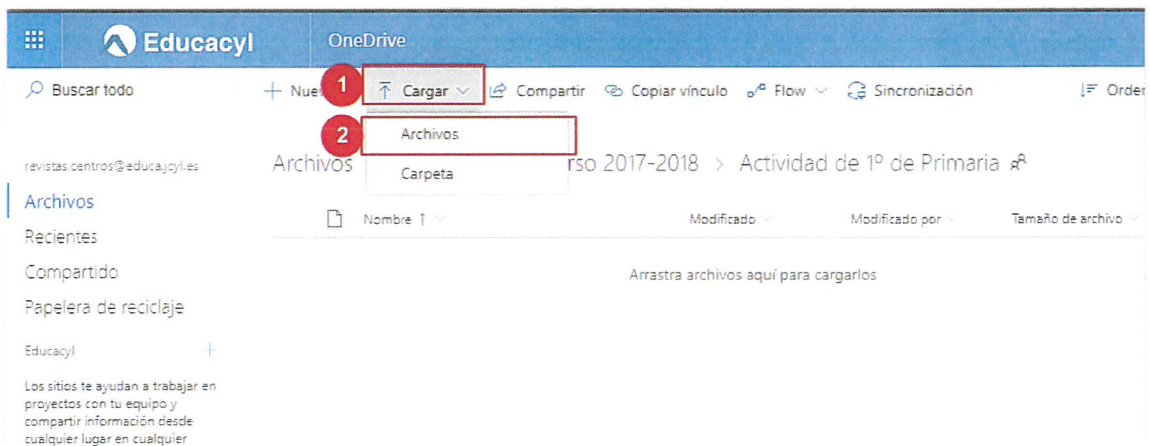 Educacyl OneDrive
Buscar todo
Nue 1 Cargar Compartir Copiar vínculo Flow Sincronización Orden
2 Archivos
Carpeta
revistas.centros@educa.jcyl.es
Archivos rso 2017-2018 > Actividad de 1º de Primaria
Archivos
Recientes
Compartido
Papelera de reciclaje
Nombre ↑ Modificado Modificado por Tamaño de archivo
Arrastra archivos aquí para cargarlos
Educacyl +
Los sitios te ayudan a trabajar en
proyectos con tu equipo y
compartir información desde
cualquier lugar en cualquier